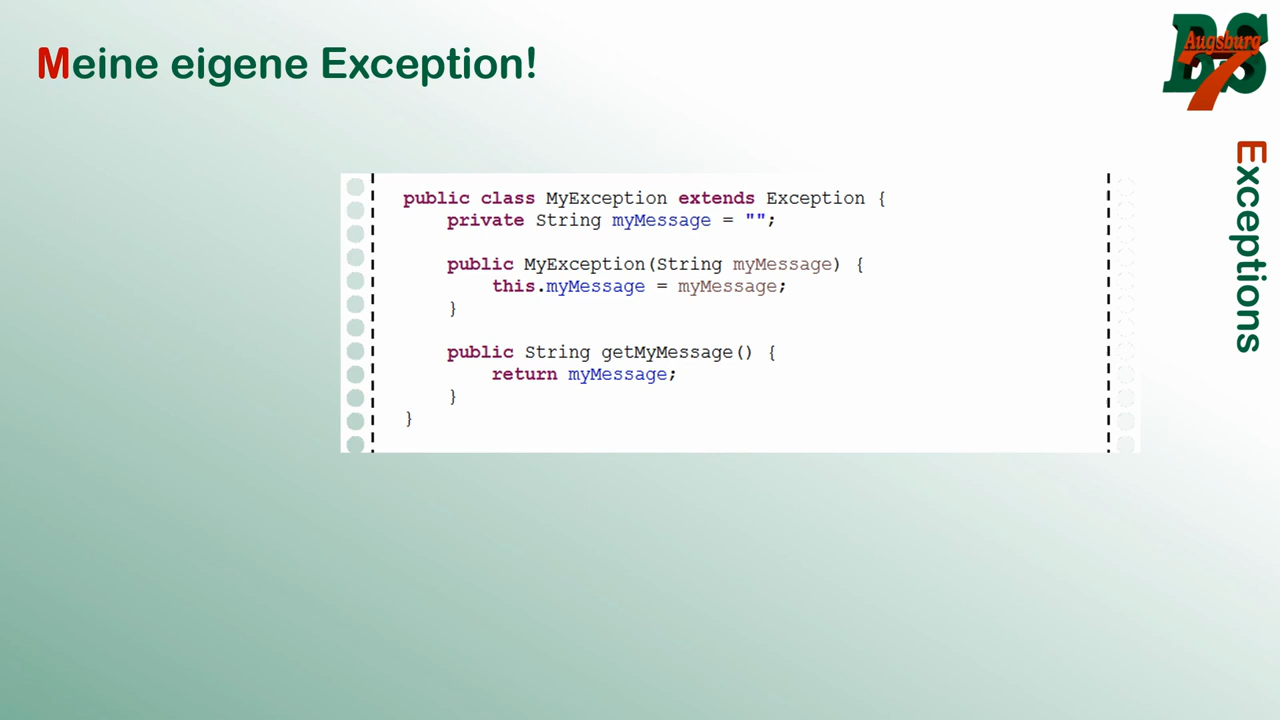 Meine eigene Exception!
BS
Augsburg
7
Exceptions
public class MyException extends Exception {
    private String myMessage = "";

    public MyException(String myMessage) {
        this.myMessage = myMessage;
    }

    public String getMyMessage() {
        return myMessage;
    }
}